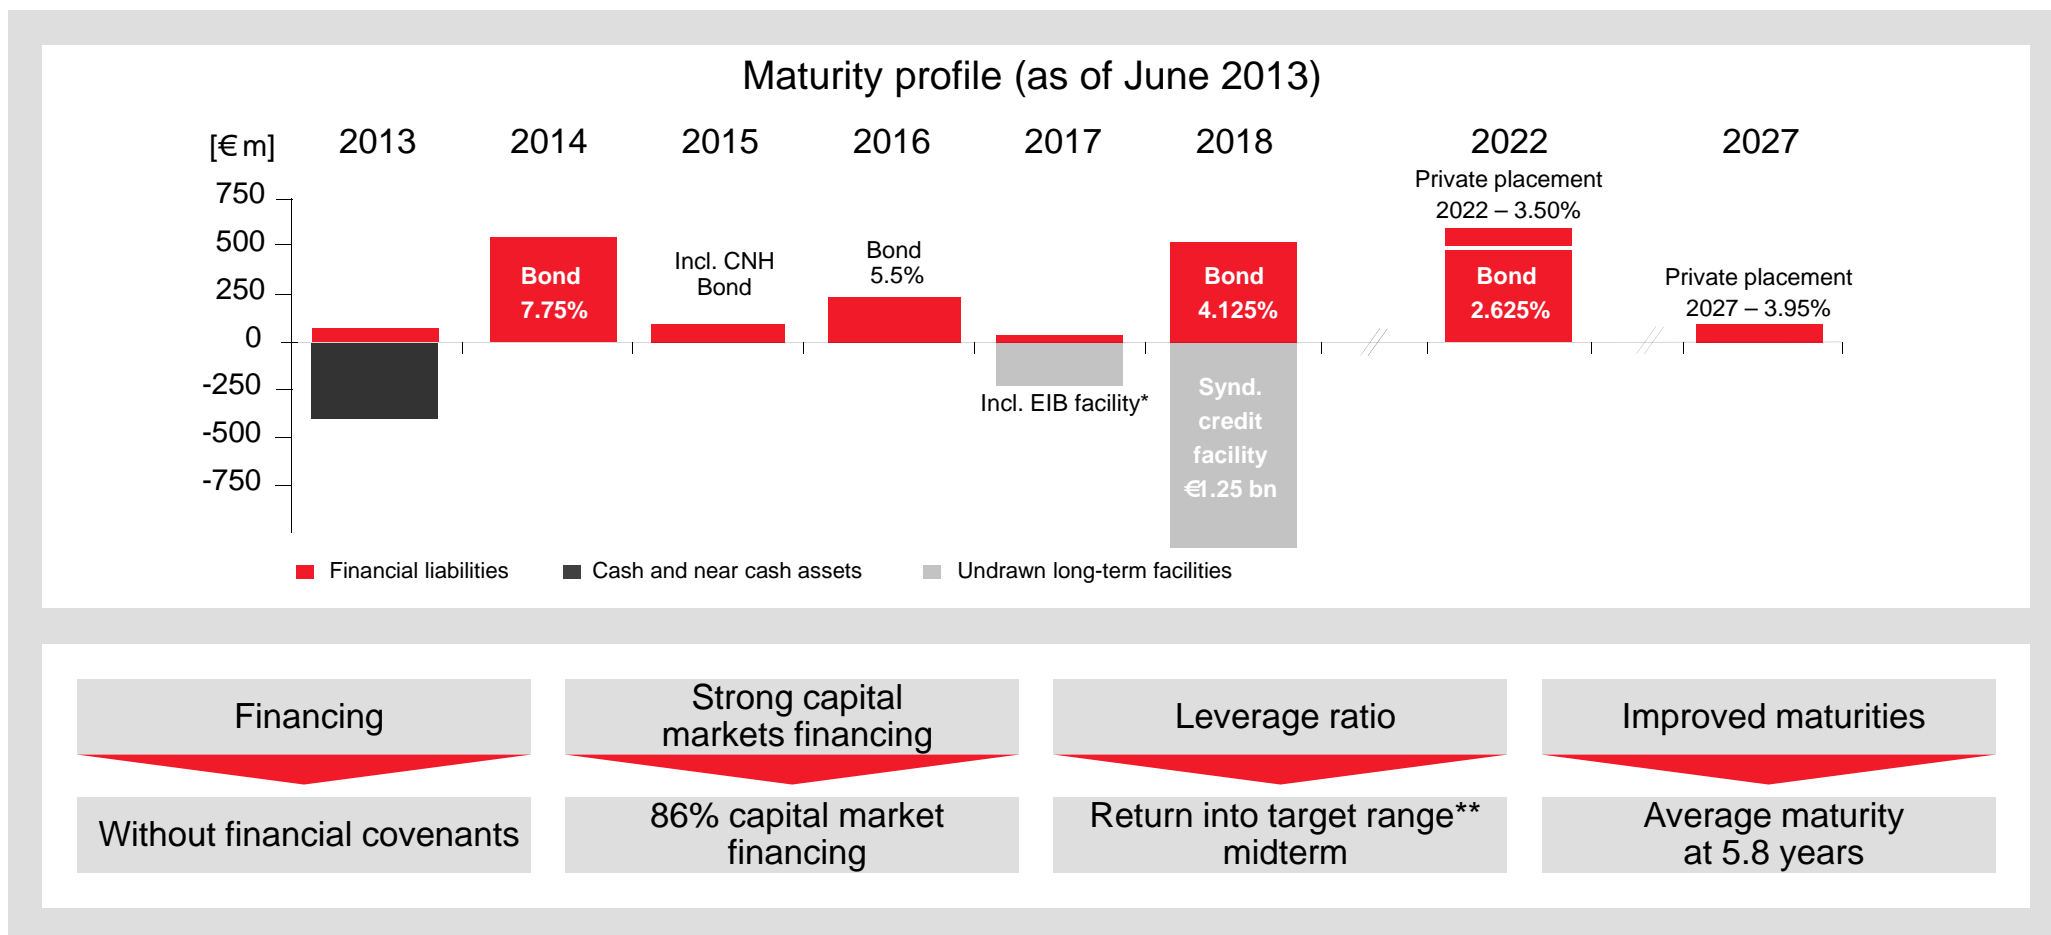 Maturity profile (as of June 2013)
[€ m]
2013
2014
2015
2016
2017
2018
2022
2027
750
500
250
0
-250
-500
-750
Bond
7.75%
Incl. CNH
Bond
Bond
5.5%
Incl. EIB facility*
Bond
4.125%
Synd.
credit
facility
€1.25 bn
Private placement
2022 – 3.50%
Bond
2.625%
Private placement
2027 – 3.95%
Financial liabilities
Cash and near cash assets
Undrawn long-term facilities
Financing
Without financial covenants
Strong capital
markets financing
86% capital market
financing
Leverage ratio
Return into target range**
midterm
Improved maturities
Average maturity
at 5.8 years